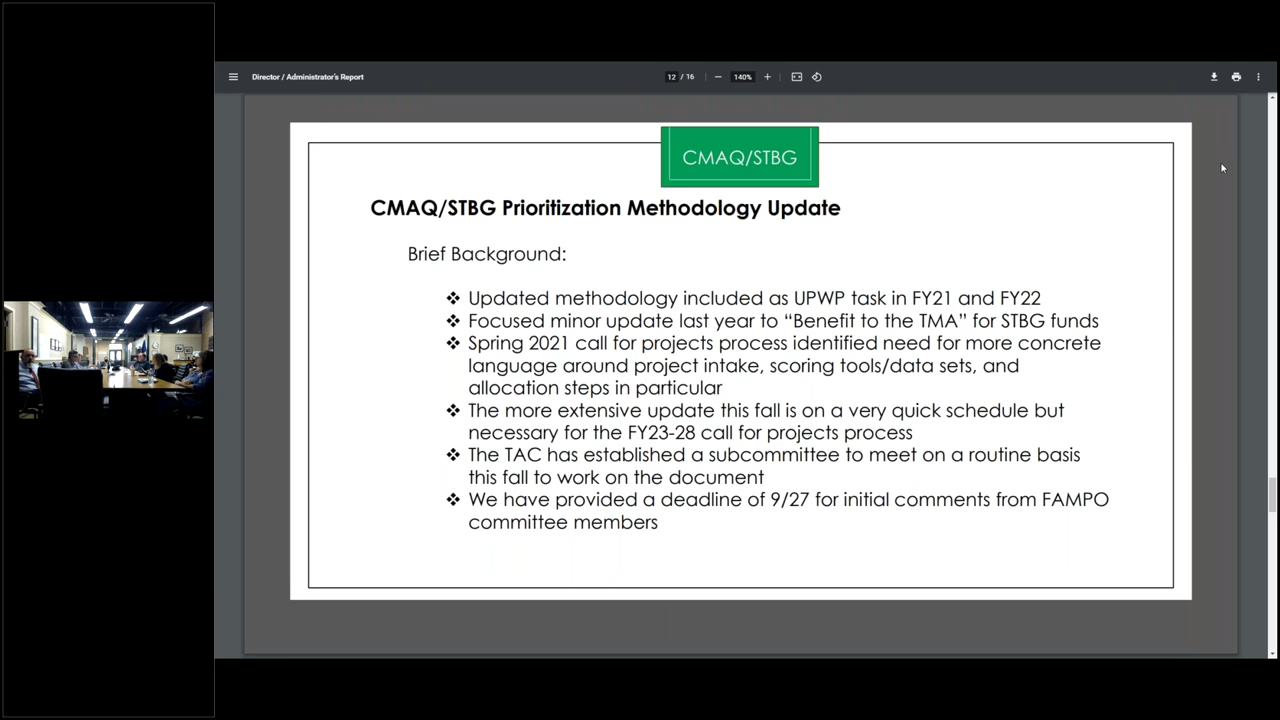 Director / Administrator's Report
12 / 16
140%
CMAQ/STBG
CMAQ/STBG Prioritization Methodology Update
Brief Background:
❖ Updated methodology included as UPWP task in FY21 and FY22
❖ Focused minor update last year to “Benefit to the TMA” for STBG funds
❖ Spring 2021 call for projects process identified need for more concrete
language around project intake, scoring tools/data sets, and
allocation steps in particular
❖ The more extensive update this fall is on a very quick schedule but
necessary for the FY23-28 call for projects process
❖ The TAC has established a subcommittee to meet on a routine basis
this fall to work on the document
❖ We have provided a deadline of 9/27 for initial comments from FAMPO
committee members